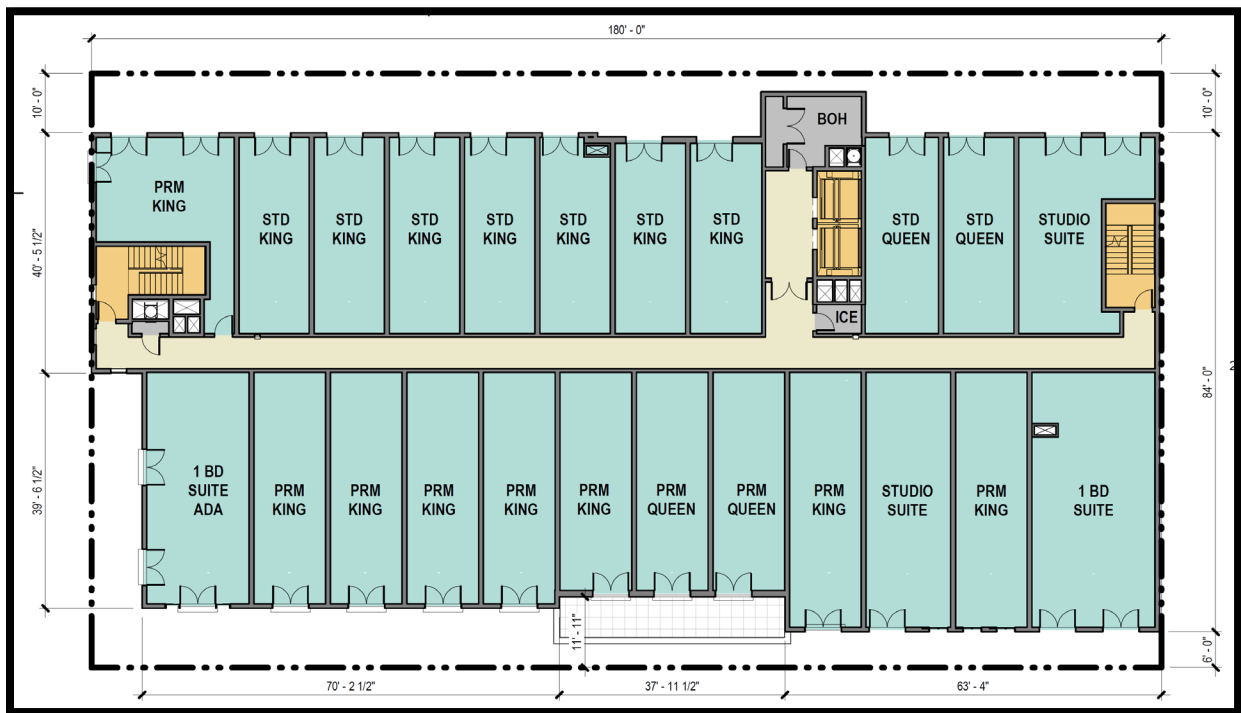 180' - 0"
10' - 0"
10' - 0"
BOH
PRM
KING
STD
KING
STD
KING
STD
KING
STD
KING
STD
KING
STD
KING
STD
KING
STD
QUEEN
STD
QUEEN
STUDIO
SUITE
40' - 5 1/2"
ICE
84' - 0"
39' - 6 1/2"
1 BD
SUITE
ADA
PRM
KING
PRM
KING
PRM
KING
PRM
KING
PRM
KING
PRM
QUEEN
PRM
QUEEN
PRM
KING
STUDIO
SUITE
PRM
KING
1 BD
SUITE
11' - 11"
6' - 0"
70' - 2 1/2"
37' - 11 1/2"
63' - 4"